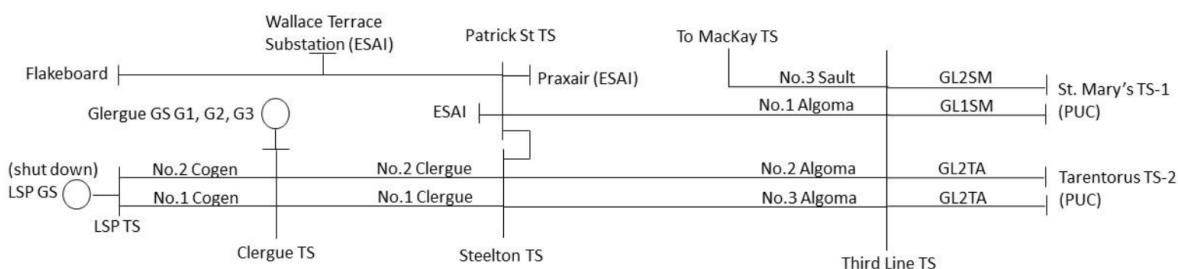 Wallace Terrace
Substation (ESAI)
Patrick St TS
To MacKay TS
Flakeboard
Praxair (ESAI)
No.3 Sault
GL2SM
St. Mary's TS-1
(PUC)
Glergue GS G1, G2, G3
ESAI
No.1 Algoma
GL1SM
(shut down)
LSP GS
No.2 Cogen
No.2 Clergue
No.2 Algoma
GL2TA
Tarentorus TS-2
(PUC)
No.1 Cogen
No.1 Clergue
No.3 Algoma
GL2TA
LSP TS
Clergue TS
Steelton TS
Third Line TS